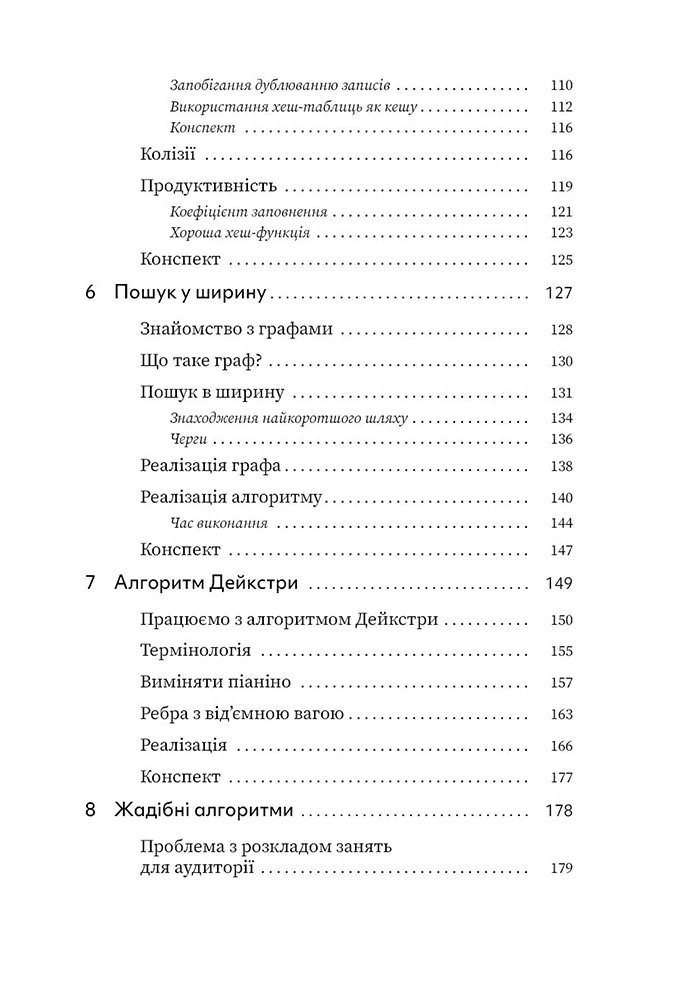 Запобігання дублюванню записів . . . . . . . . . . . . . . . . 110
Використання хеш-таблиць як кешу . . . . . . . . . . . . . 112
Конспект . . . . . . . . . . . . . . . . . . . . . . . . . . . . . . . . . 116
Колізії . . . . . . . . . . . . . . . . . . . . . . . . . . . . . . . . . . . . . . 116
Продуктивність . . . . . . . . . . . . . . . . . . . . . . . . . . . . . 119
Коефіцієнт заповнення . . . . . . . . . . . . . . . . . . . . . . . 121
Хороша хеш-функція . . . . . . . . . . . . . . . . . . . . . . . . . 123
Конспект . . . . . . . . . . . . . . . . . . . . . . . . . . . . . . . . . . . 125
6 Пошук у ширину . . . . . . . . . . . . . . . . . . . . . . . . . . . . . . 127
Знайомство з графами . . . . . . . . . . . . . . . . . . . . . . 128
Що таке граф? . . . . . . . . . . . . . . . . . . . . . . . . . . . . . . 130
Пошук в ширину . . . . . . . . . . . . . . . . . . . . . . . . . . . . 131
Знаходження найкоротшого шляху . . . . . . . . . . . . . . 134
Черги . . . . . . . . . . . . . . . . . . . . . . . . . . . . . . . . . . . . . 136
Реалізація графа . . . . . . . . . . . . . . . . . . . . . . . . . . . . . 138
Реалізація алгоритму . . . . . . . . . . . . . . . . . . . . . . . . . 140
Час виконання . . . . . . . . . . . . . . . . . . . . . . . . . . . . . . 144
Конспект . . . . . . . . . . . . . . . . . . . . . . . . . . . . . . . . . . . 147
7 Алгоритм Дейкстри . . . . . . . . . . . . . . . . . . . . . . . . . . 149
Працюємо з алгоритмом Дейкстри . . . . . . . . . . . 150
Термінологія . . . . . . . . . . . . . . . . . . . . . . . . . . . . . . . 155
Виміняти піаніно . . . . . . . . . . . . . . . . . . . . . . . . . . . 157
Ребра з від’ємною вагою . . . . . . . . . . . . . . . . . . . . . . 163
Реалізація . . . . . . . . . . . . . . . . . . . . . . . . . . . . . . . . . . 166
Конспект . . . . . . . . . . . . . . . . . . . . . . . . . . . . . . . . . . . 177
8 Жадібні алгоритми . . . . . . . . . . . . . . . . . . . . . . . . . . . 178
Проблема з розкладом занять
для аудиторії . . . . . . . . . . . . . . . . . . . . . . . . . . . . . . . 179